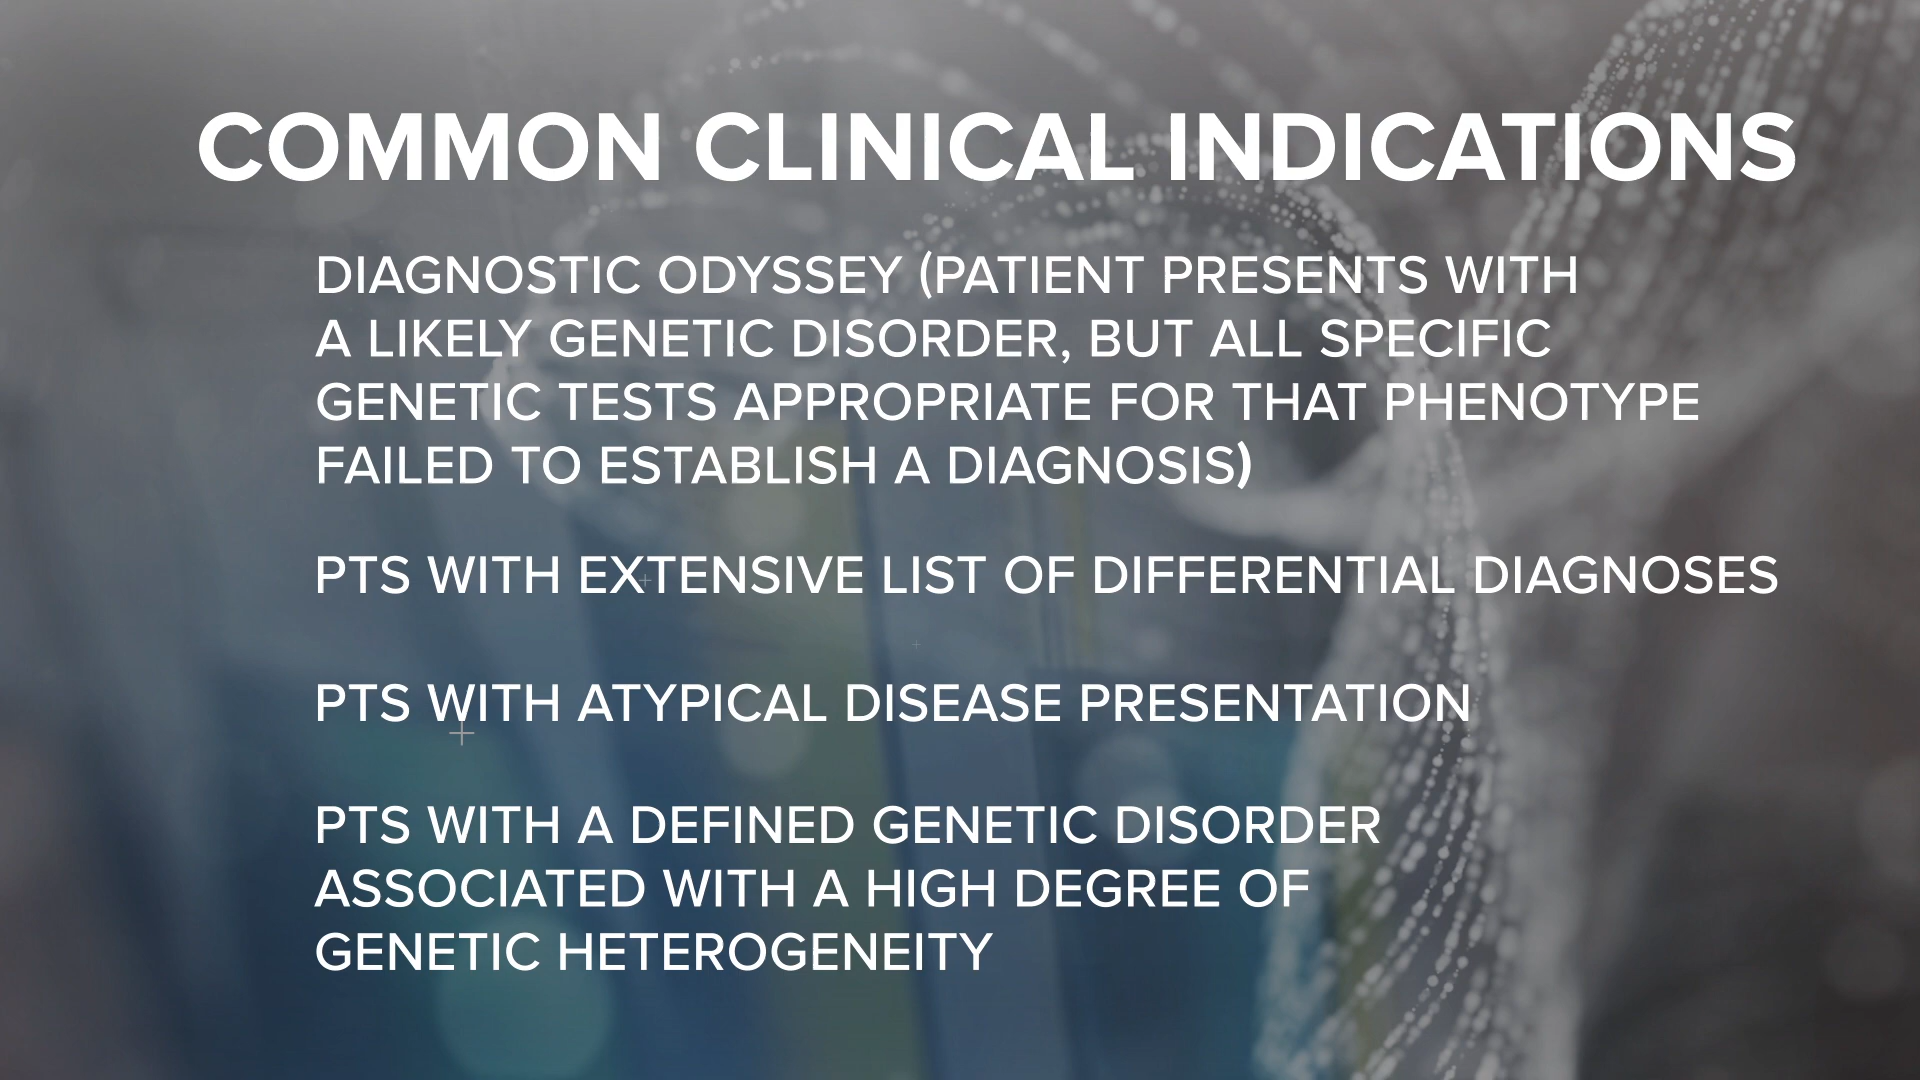 COMMON CLINICAL INDICATIONS
DIAGNOSTIC ODYSSEY (PATIENT PRESENTS WITH
A LIKELY GENETIC DISORDER, BUT ALL SPECIFIC
GENETIC TESTS APPROPRIATE FOR THAT PHENOTYPE
FAILED TO ESTABLISH A DIAGNOSIS)
PTS WITH EXTENSIVE LIST OF DIFFERENTIAL DIAGNOSES
PTS WITH ATYPICAL DISEASE PRESENTATION
PTS WITH A DEFINED GENETIC DISORDER
ASSOCIATED WITH A HIGH DEGREE OF
GENETIC HETEROGENEITY